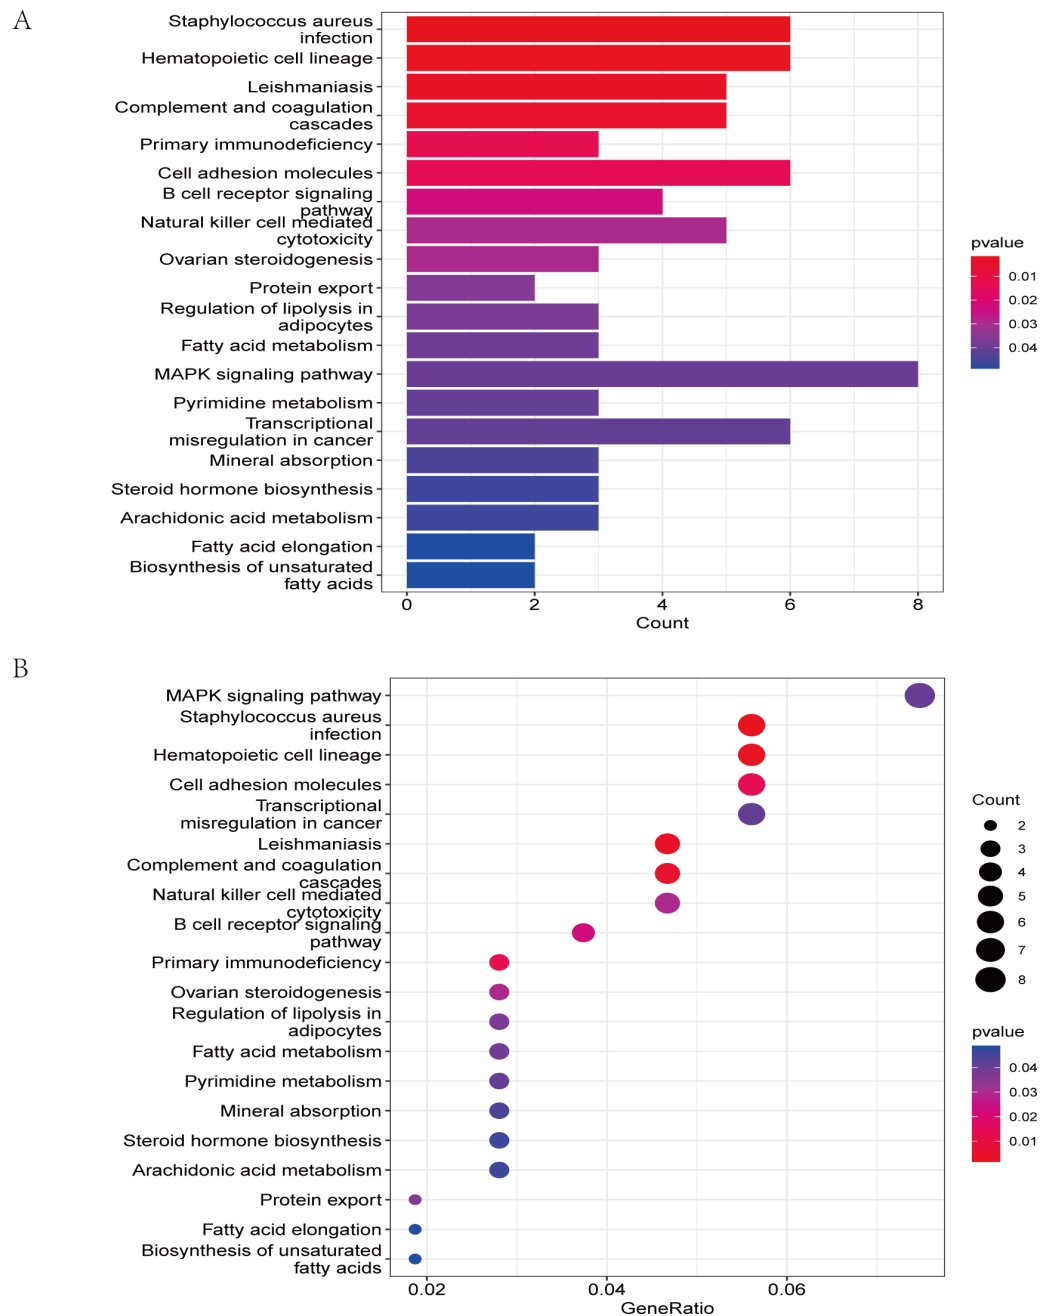 A
Staphylococcus aureus
infection
Hematopoietic cell lineage
Leishmaniasis
Complement and coagulation
cascades
Primary immunodeficiency
Cell adhesion molecules
B cell receptor signaling
pathway
Natural killer cell mediated
cytotoxicity
Ovarian steroidogenesis
Protein export
Regulation of lipolysis in
adipocytes
Fatty acid metabolism
MAPK signaling pathway
Pyrimidine metabolism
Transcriptional
misregulation in cancer
Mineral absorption
Steroid hormone biosynthesis
Arachidonic acid metabolism
Fatty acid elongation
Biosynthesis of unsaturated
fatty acids
0 2 4 6 8
Count
pvalue
0.01
0.02
0.03
0.04
B
MAPK signaling pathway
Staphylococcus aureus
infection
Hematopoietic cell lineage
Cell adhesion molecules
Transcriptional
misregulation in cancer
Leishmaniasis
Complement and coagulation
cascades
Natural killer cell mediated
cytotoxicity
B cell receptor signaling
pathway
Primary immunodeficiency
Ovarian steroidogenesis
Regulation of lipolysis in
adipocytes
Fatty acid metabolism
Pyrimidine metabolism
Mineral absorption
Steroid hormone biosynthesis
Arachidonic acid metabolism
Protein export
Fatty acid elongation
Biosynthesis of unsaturated
fatty acids
0.02 0.04 0.06
GeneRatio
Count
2
3
4
5
6
7
8
pvalue
0.04
0.03
0.02
0.01